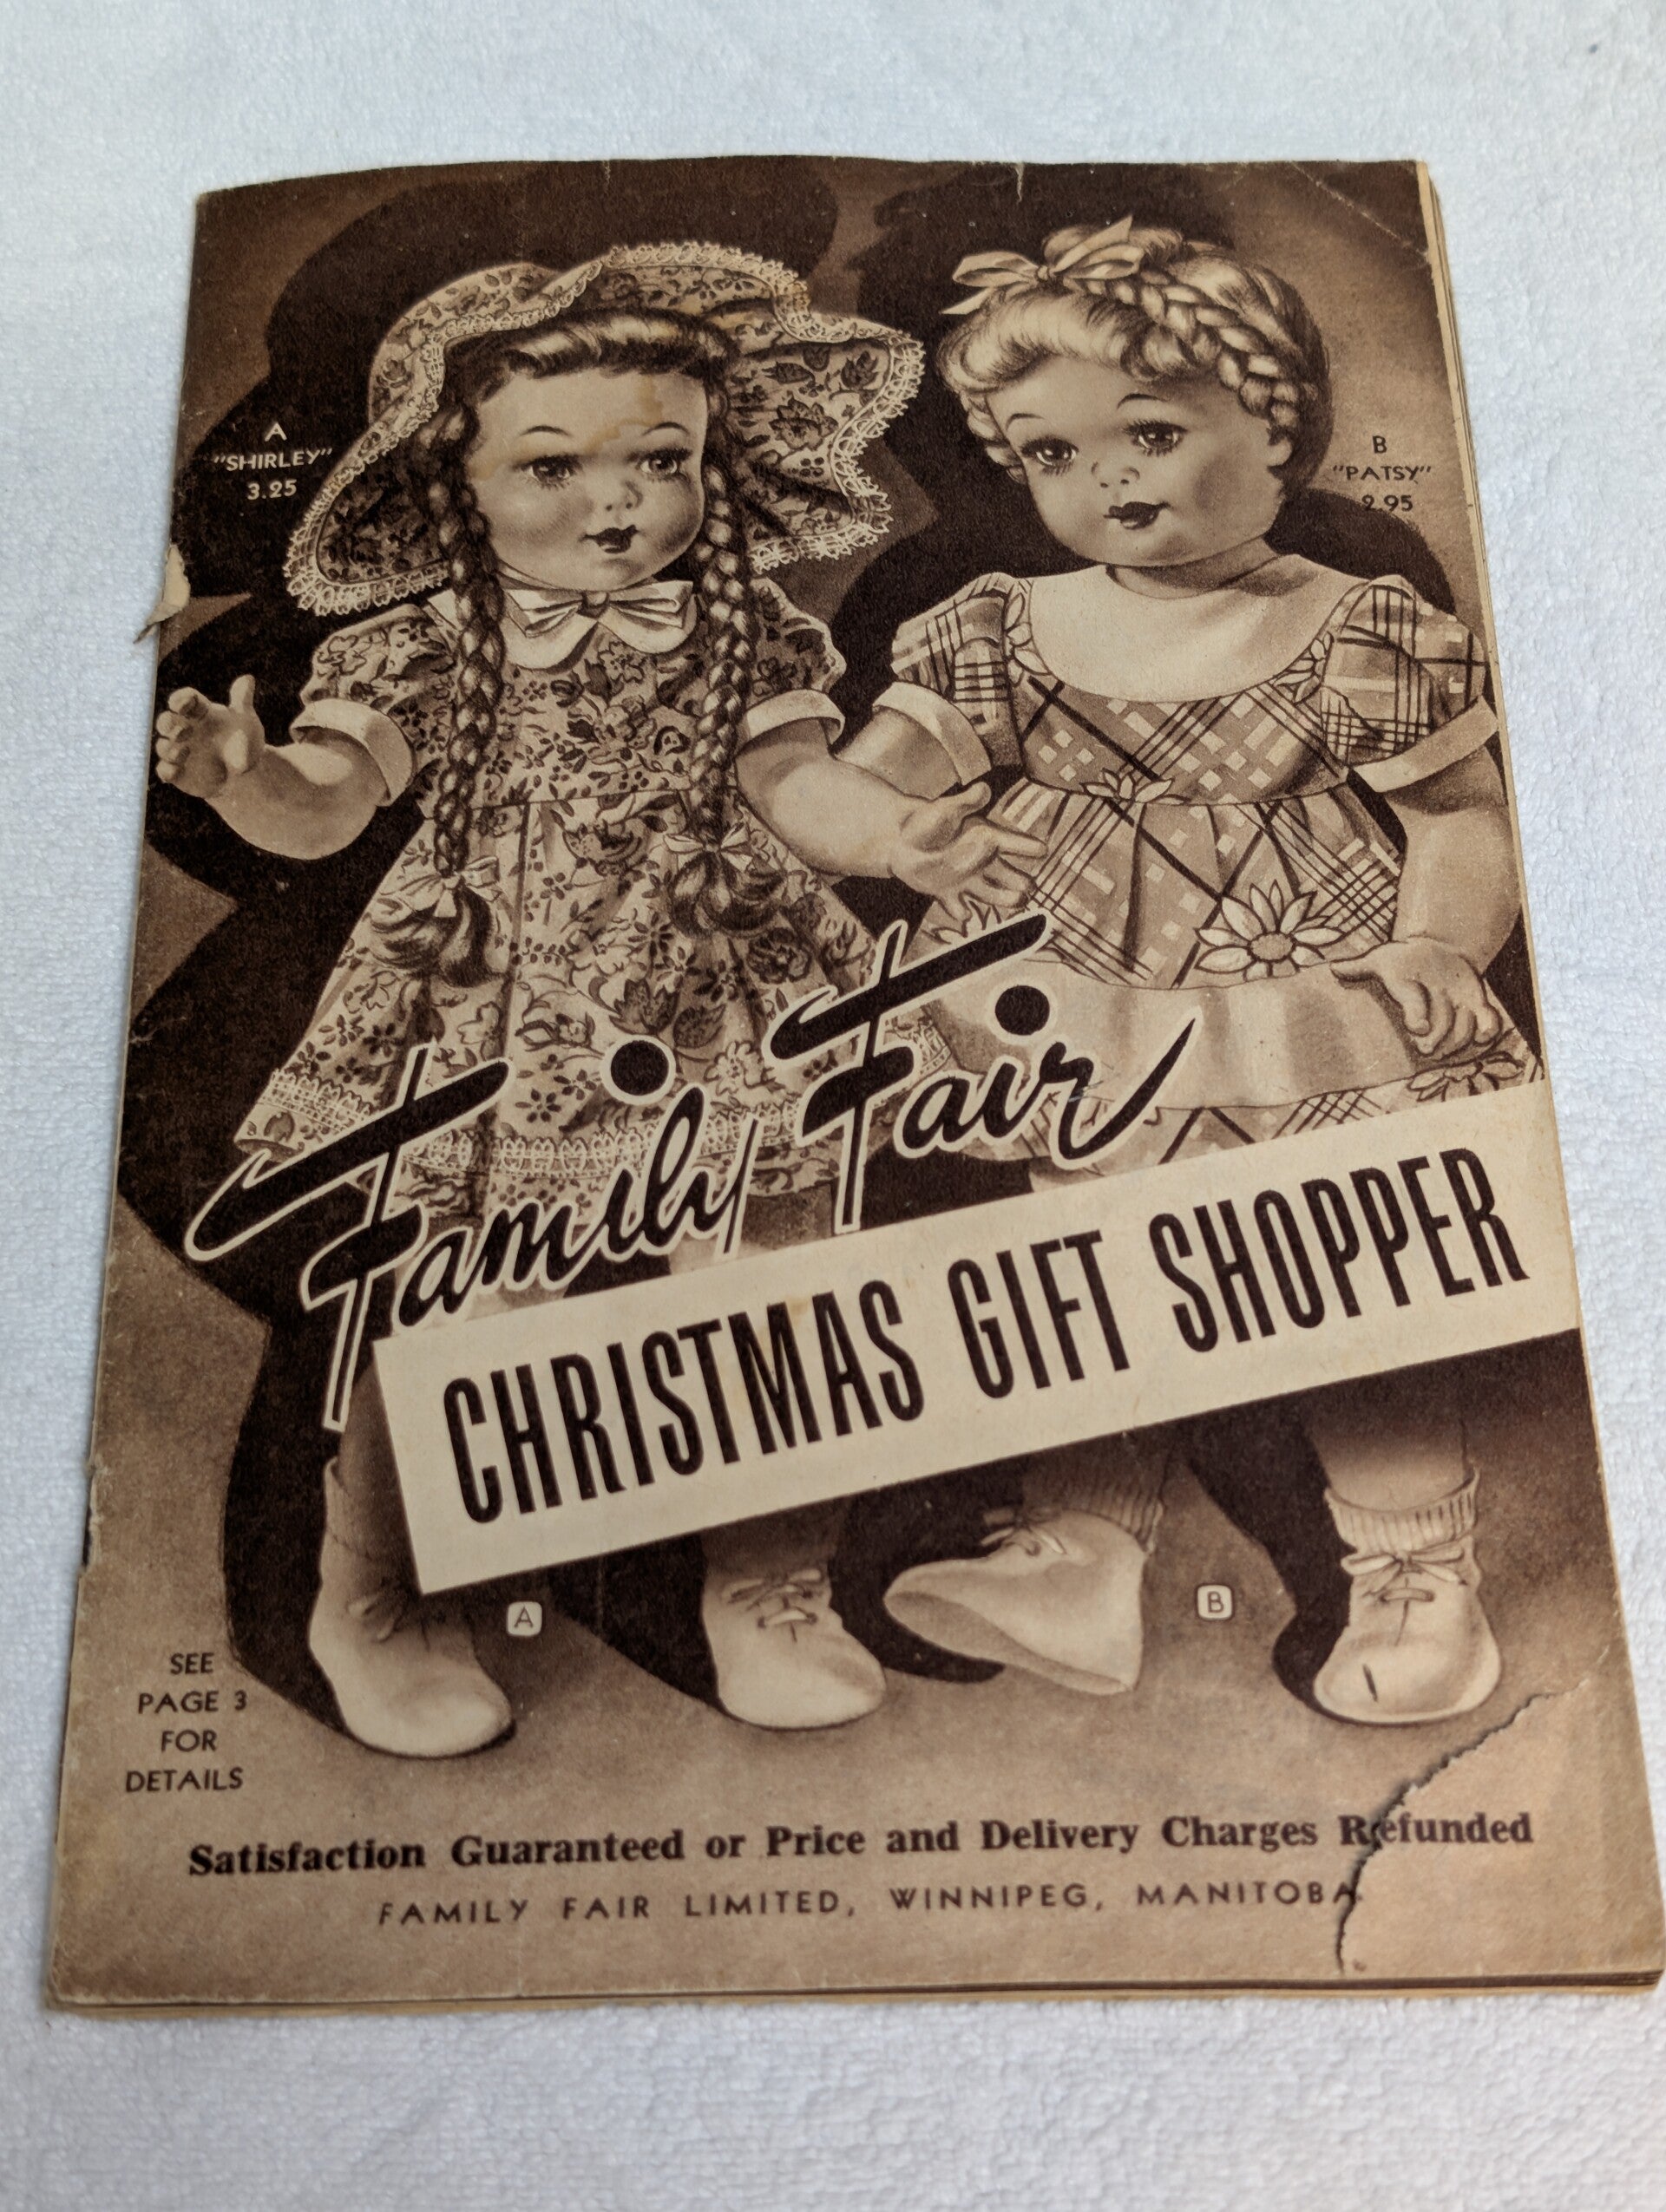 A
"SHIRLEY"
3.25
B
"PATSY"
2.95
Family Fair
CHRISTMAS GIFT SHOPPER
A
B
SEE
PAGE 3
FOR
DETAILS
Satisfaction Guaranteed or Price and Delivery Charges Refunded
FAMILY FAIR LIMITED, WINNIPEG, MANITOBA